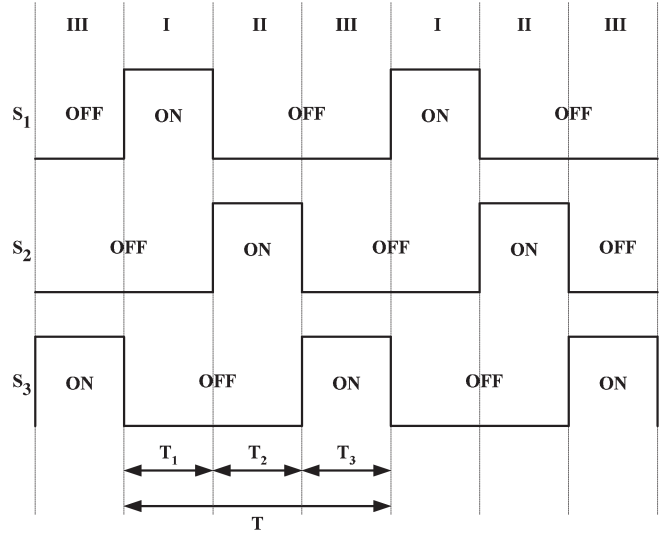 III I II III I II III
S1 OFF ON OFF ON OFF
S2 OFF ON OFF ON OFF
S3 ON OFF ON OFF ON
T1 T2 T3
T